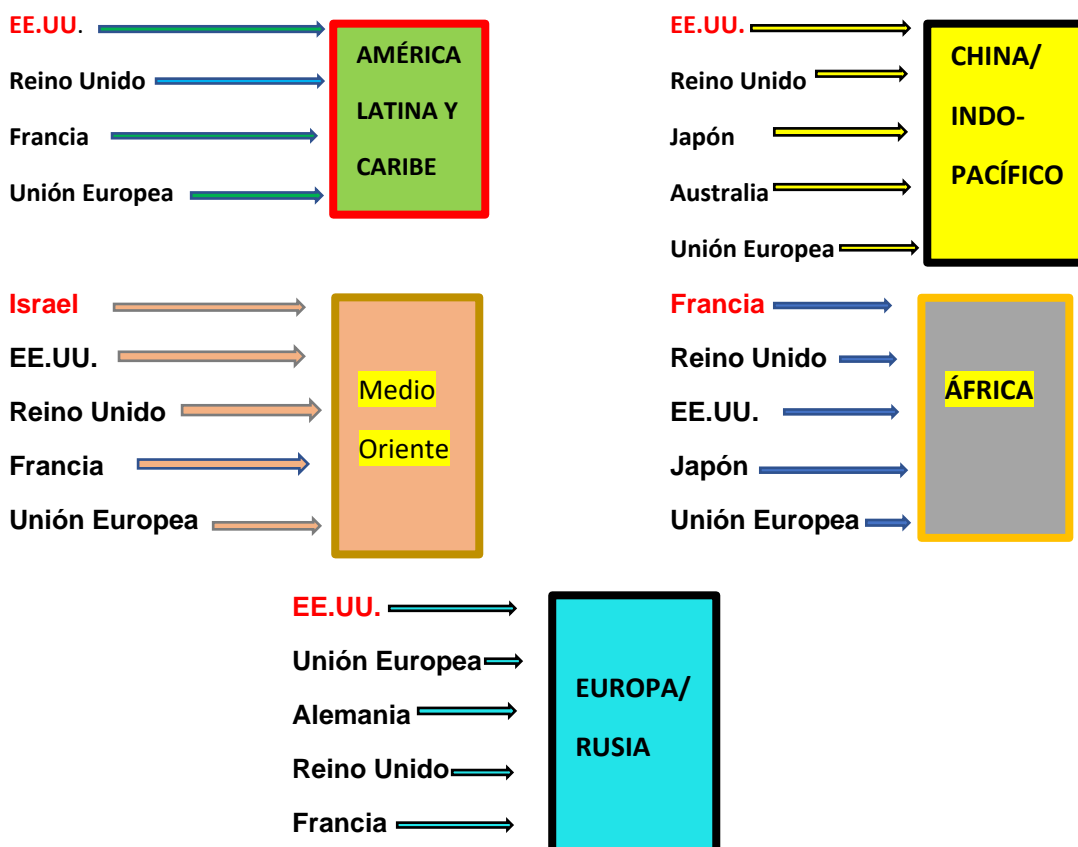 EE.UU.
Reino Unido
Francia
Unión Europea
AMÉRICA
LATINA Y
CARIBE
EE.UU.
Reino Unido
Japón
Australia
Unión Europea
CHINA/
INDO-
PACÍFICO
Israel
EE.UU.
Reino Unido
Francia
Unión Europea
Medio
Oriente
Francia
Reino Unido
EE.UU.
Japón
Unión Europea
ÁFRICA
EE.UU.
Unión Europea
Alemania
Reino Unido
Francia
EUROPA/
RUSIA